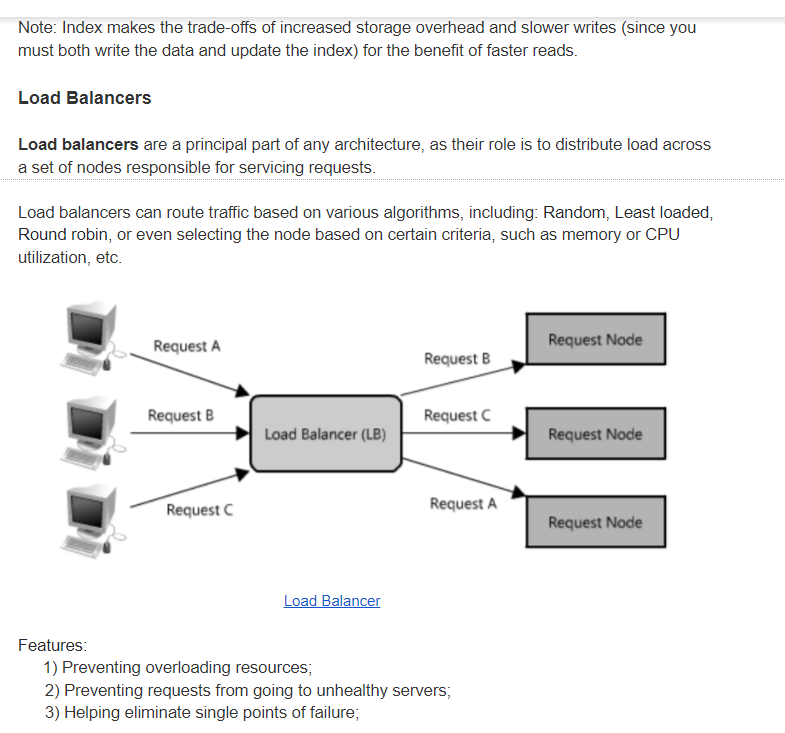 Note: Index makes the trade-offs of increased storage overhead and slower writes (since you
must both write the data and update the index) for the benefit of faster reads.
Load Balancers
Load balancers are a principal part of any architecture, as their role is to distribute load across
a set of nodes responsible for servicing requests.
Load balancers can route traffic based on various algorithms, including: Random, Least loaded,
Round robin, or even selecting the node based on certain criteria, such as memory or CPU
utilization, etc.
Request A
Request B
Request C
Load Balancer (LB)
Request B
Request C
Request A
Request Node
Request Node
Request Node
Load Balancer
Features:
1) Preventing overloading resources;
2) Preventing requests from going to unhealthy servers;
3) Helping eliminate single points of failure;